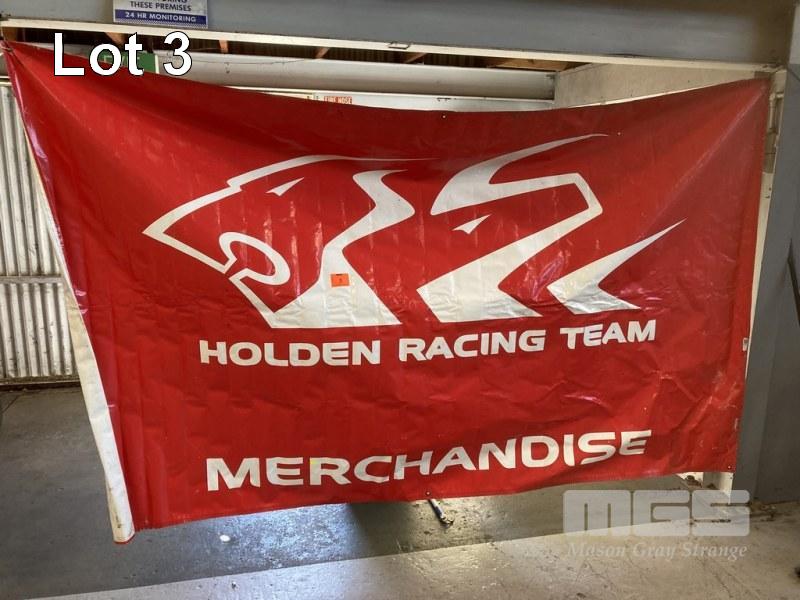 THESE PREMISES
24 HR MONITORING
Lot 3
HOLDEN RACING TEAM
MERCHANDISE
MGS
Mason Gray Strange